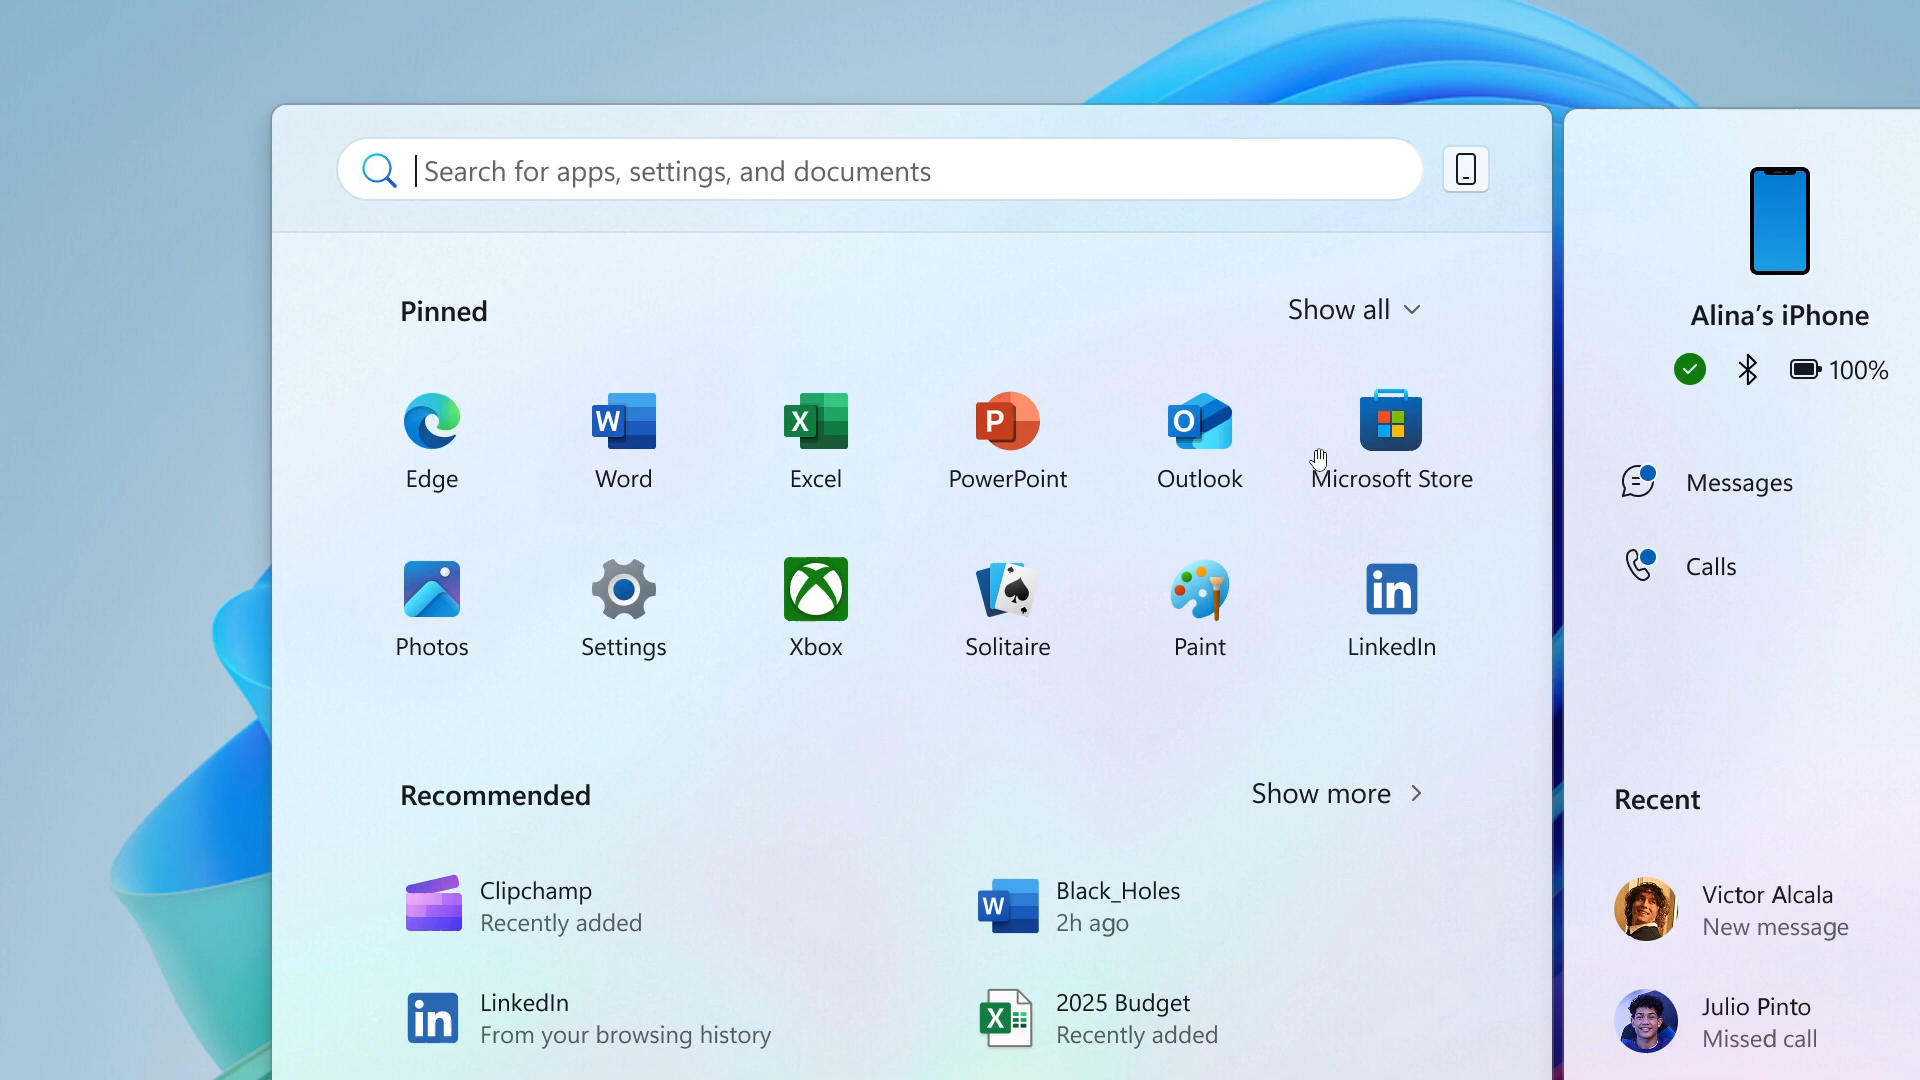 Search for apps, settings, and documents
Pinned
Show all
Edge
Word
Excel
PowerPoint
Outlook
Microsoft Store
Photos
Settings
Xbox
Solitaire
Paint
LinkedIn
Recommended
Show more
Clipchamp
Recently added
Black_Holes
2h ago
LinkedIn
From your browsing history
2025 Budget
Recently added
Alina’s iPhone
100%
Messages
Calls
Recent
Victor Alcala
New message
Julio Pinto
Missed call